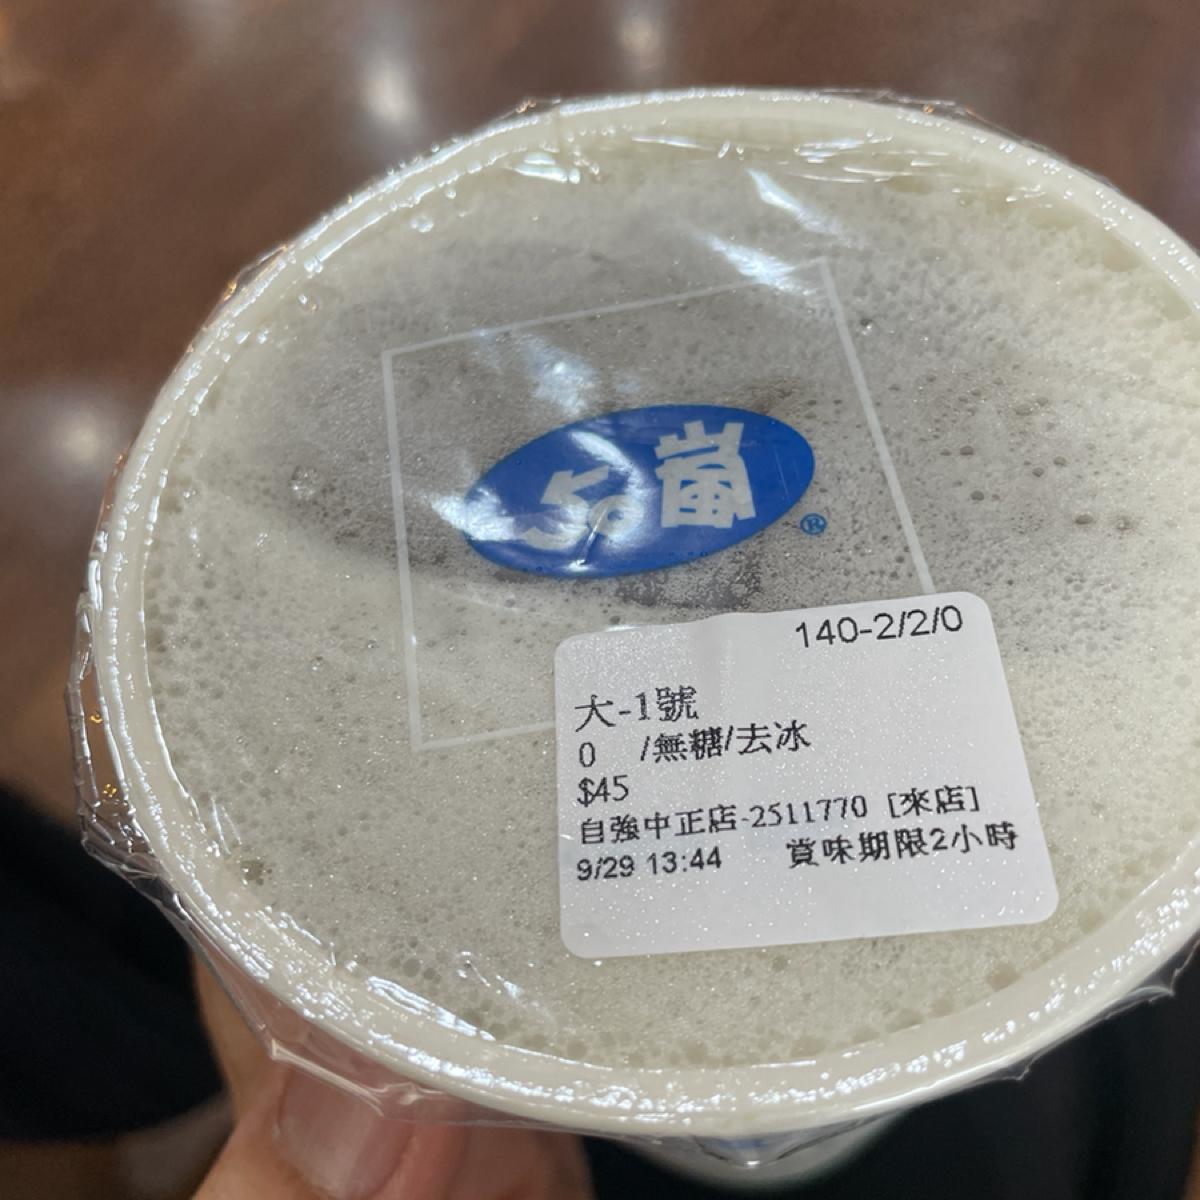 50嵐
®
140-2/2/0
大-1號
0 /無糖/去冰
$45
自強中正店-2511770 [來店]
9/29 13:44 賞味期限2小時